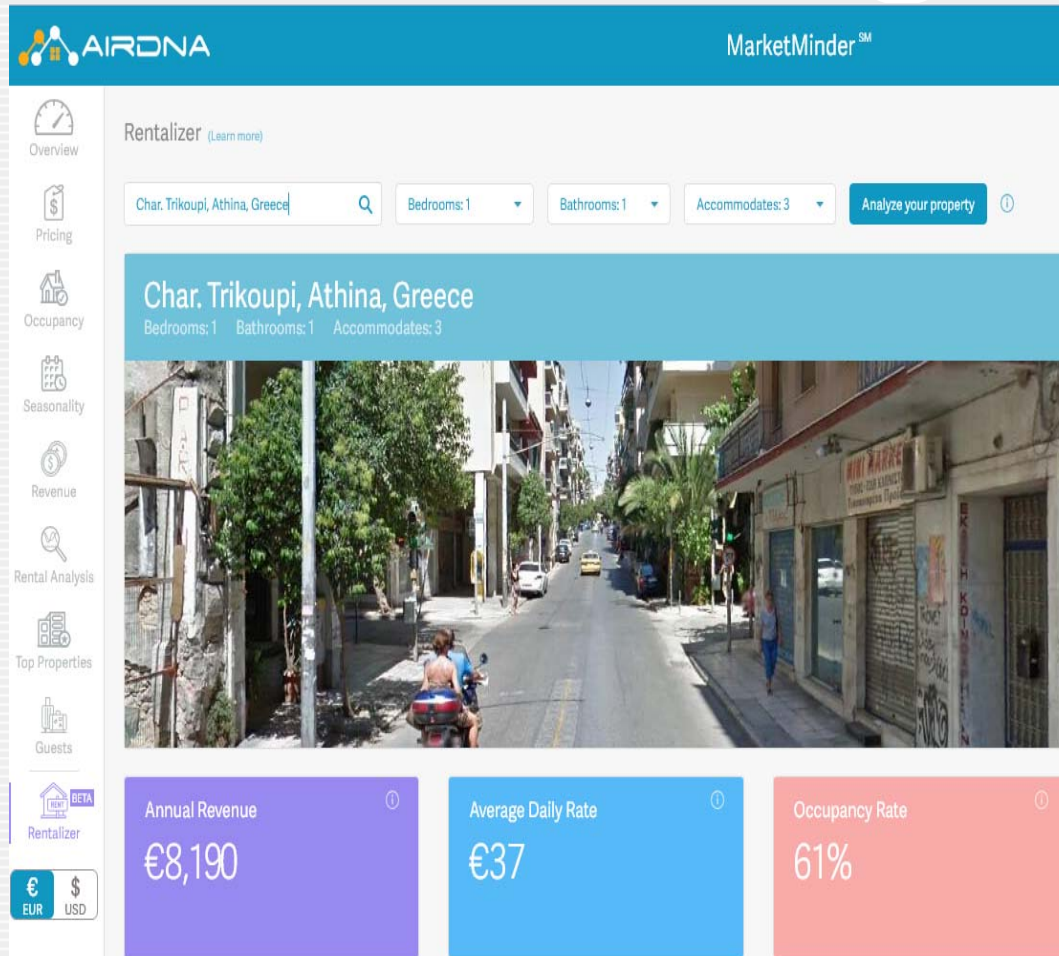 AIRDNA
MarketMinder℠
Overview
Pricing
Occupancy
Seasonality
Revenue
Rental Analysis
Top Properties
Guests
RENT
BETA
Rentalizer
€
EUR
$
USD
Rentalizer (Learn more)
Char. Trikoupi, Athina, Greece
Bedrooms: 1
Bathrooms: 1
Accommodates: 3
Analyze your property
Char. Trikoupi, Athina, Greece
Bedrooms: 1 Bathrooms: 1 Accommodates: 3
MINI MARKET
Annual Revenue
€8,190
Average Daily Rate
€37
Occupancy Rate
61%